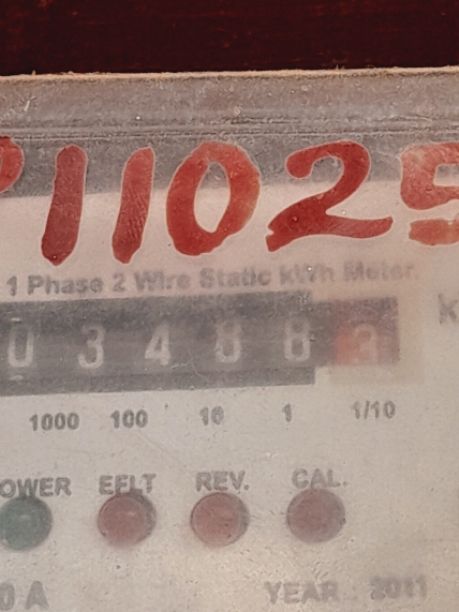 P11025
1 Phase 2 Wire Static kWh Meter.
0 3 4 8 8 3
k
1000 100 10 1 1/10
OWER EFLT REV. CAL.
0 A YEAR : 2011